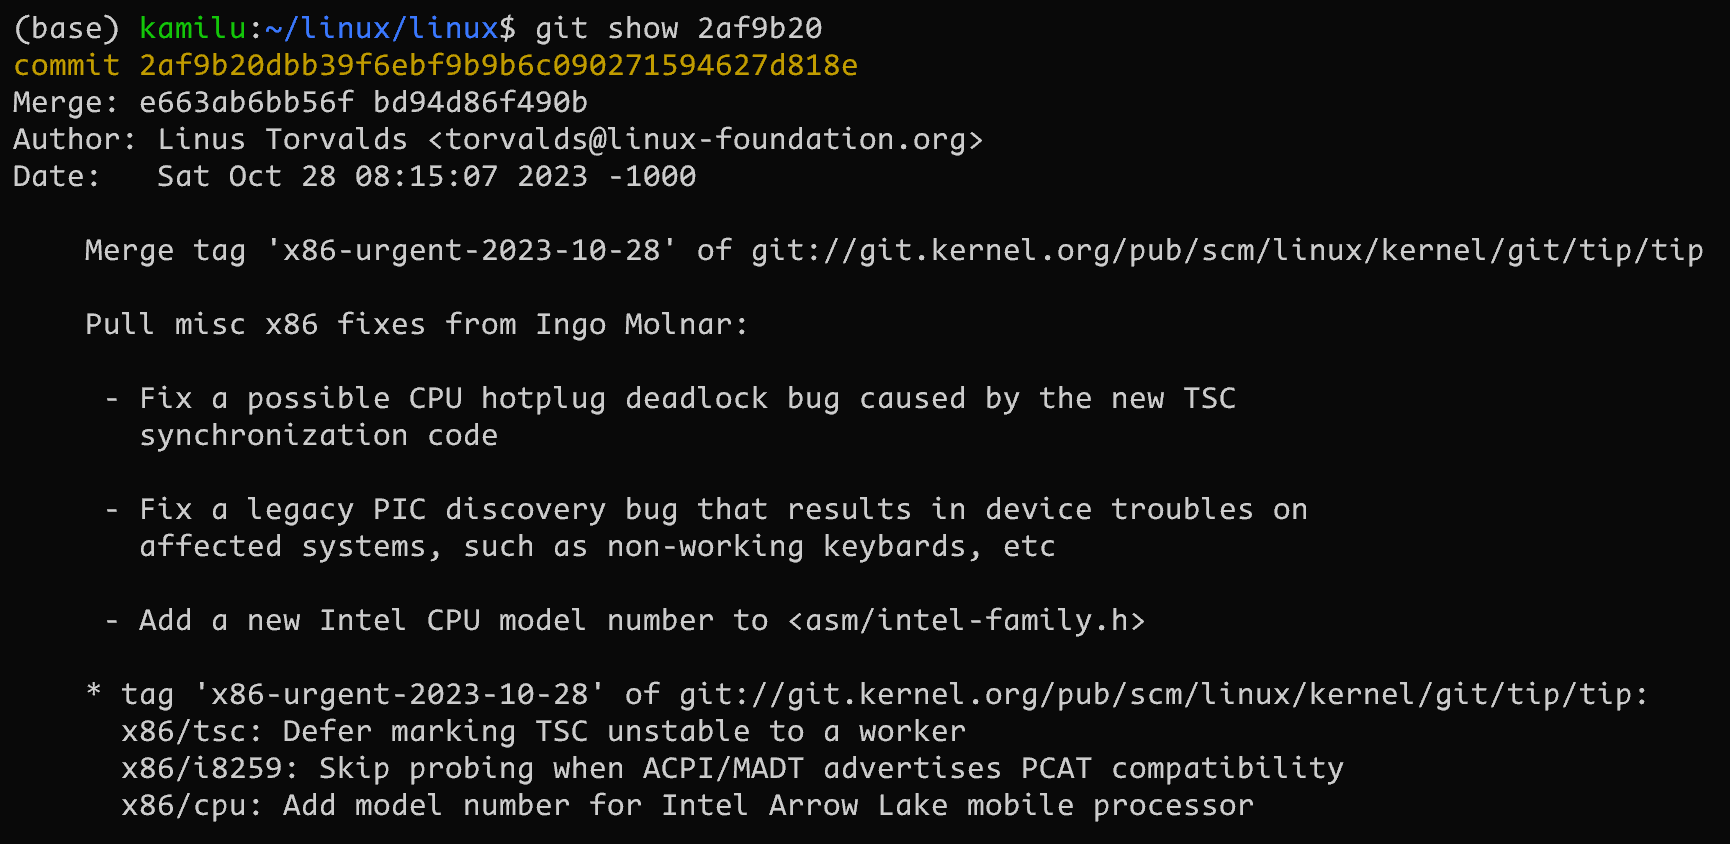 (base) kamilu:~/linux/linux$ git show 2af9b20
commit 2af9b20dbb39f6ebf9b9b6c090271594627d818e
Merge: e663ab6bb56f bd94d86f490b
Author: Linus Torvalds <torvalds@linux-foundation.org>
Date:   Sat Oct 28 08:15:07 2023 -1000
Merge tag 'x86-urgent-2023-10-28' of git://git.kernel.org/pub/scm/linux/kernel/git/tip/tip
Pull misc x86 fixes from Ingo Molnar:
- Fix a possible CPU hotplug deadlock bug caused by the new TSC
synchronization code
- Fix a legacy PIC discovery bug that results in device troubles on
affected systems, such as non-working keybards, etc
- Add a new Intel CPU model number to <asm/intel-family.h>
* tag 'x86-urgent-2023-10-28' of git://git.kernel.org/pub/scm/linux/kernel/git/tip/tip:
x86/tsc: Defer marking TSC unstable to a worker
x86/i8259: Skip probing when ACPI/MADT advertises PCAT compatibility
x86/cpu: Add model number for Intel Arrow Lake mobile processor